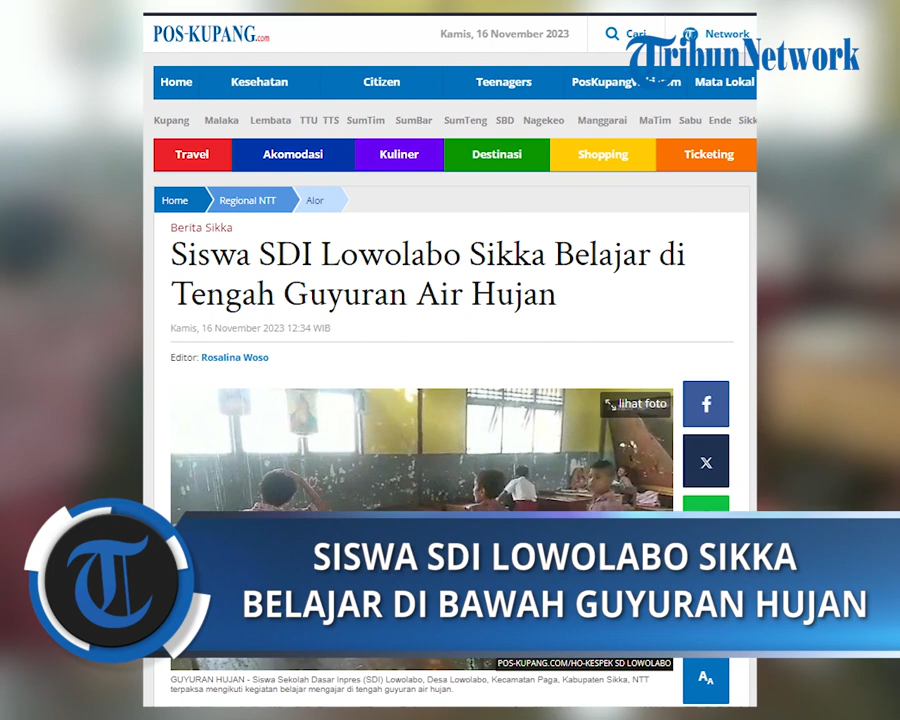 POS-KUPANG.com
Kamis, 16 November 2023
Cari
Network
TribunNetwork
Home Kesehatan Citizen Teenagers Mata Lokal
Kupang Malaka Lembata TTU TTS SumTim SumBar SumTeng SBD Nagekeo Manggarai MaTim Sabu Ende Sikk
Travel Akomodasi Kuliner Destinasi Shopping Ticketing
Home Regional NTT Alor
Berita Sikka
Siswa SDI Lowolabo Sikka Belajar di
Tengah Guyuran Air Hujan
Kamis, 16 November 2023 12:34 WIB
Editor: Rosalina Woso
lihat foto
SISWA SDI LOWOLABO SIKKA
BELAJAR DI BAWAH GUYURAN HUJAN
POS-KUPANG.COM/HO-KESPEK SD LOWOLABO
GUYURAN HUJAN - Siswa Sekolah Dasar Inpres (SDI) Lowolabo, Desa Lowolabo, Kecamatan Paga, Kabupaten Sikka, NTT
terpaksa mengikuti kegiatan belajar mengajar di tengah guyuran air hujan.
AA